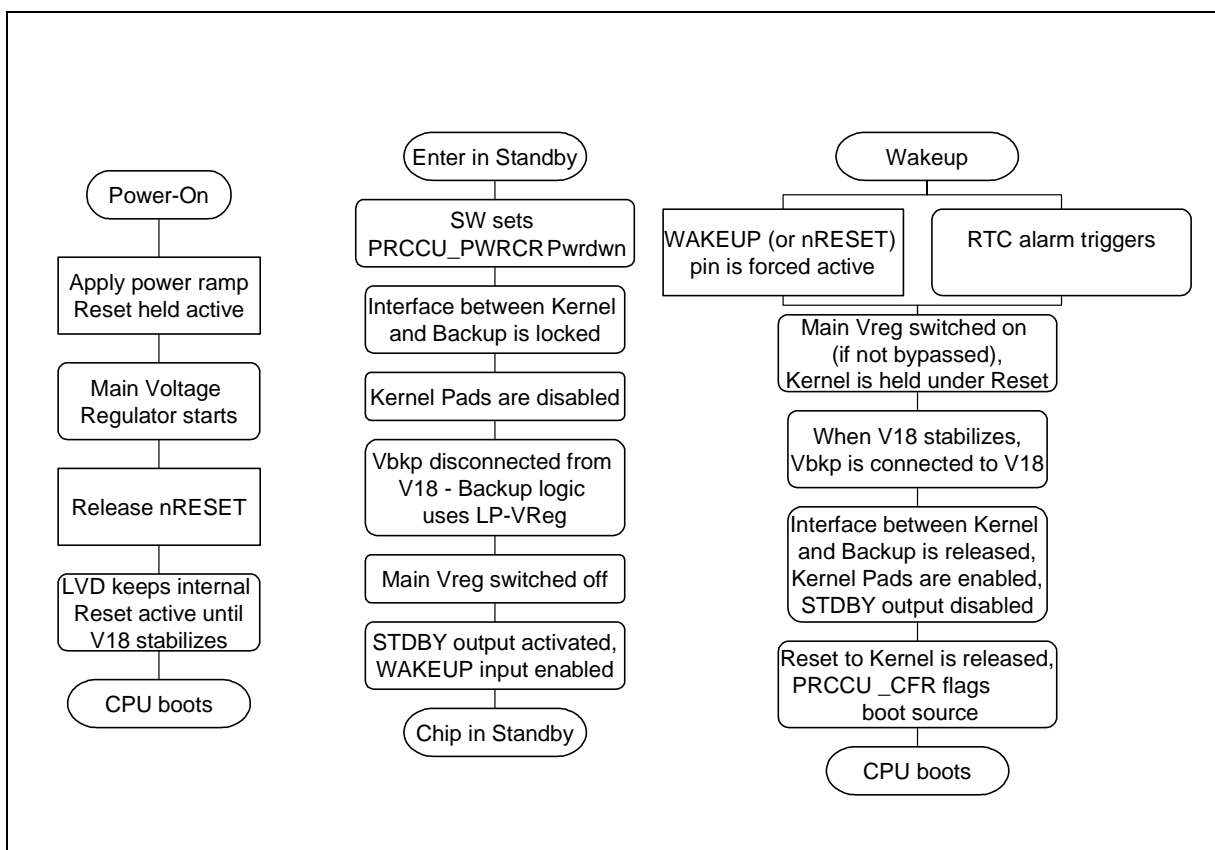 Power-On
Apply power ramp
Reset held active
Main Voltage
Regulator starts
Release nRESET
LVD keeps internal
Reset active until
V18 stabilizes
CPU boots
Enter in Standby
SW sets
PRCCU_PWRCR Pwrdwn
Interface between Kernel
and Backup is locked
Kernel Pads are disabled
Vbkp disconnected from
V18 - Backup logic
uses LP-VReg
Main Vreg switched off
STDBY output activated,
WAKEUP input enabled
Chip in Standby
Wakeup
WAKEUP (or nRESET)
pin is forced active
RTC alarm triggers
Main Vreg switched on
(if not bypassed),
Kernel is held under Reset
When V18 stabilizes,
Vbkp is connected to V18
Interface between Kernel
and Backup is released,
Kernel Pads are enabled,
STDBY output disabled
Reset to Kernel is released,
PRCCU _CFR flags
boot source
CPU boots